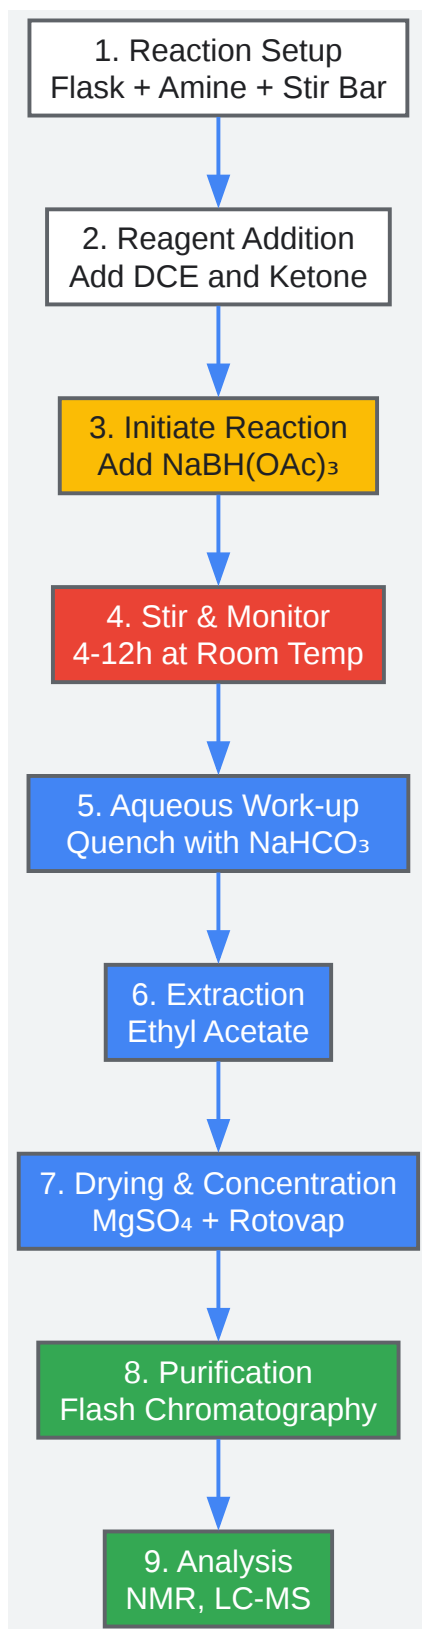 1. Reaction Setup
Flask + Amine + Stir Bar
2. Reagent Addition
Add DCE and Ketone
3. Initiate Reaction
Add NaBH(OAc)₃
4. Stir & Monitor
4-12h at Room Temp
5. Aqueous Work-up
Quench with NaHCO₃
6. Extraction
Ethyl Acetate
7. Drying & Concentration
MgSO₄ + Rotovap
8. Purification
Flash Chromatography
9. Analysis
NMR, LC-MS